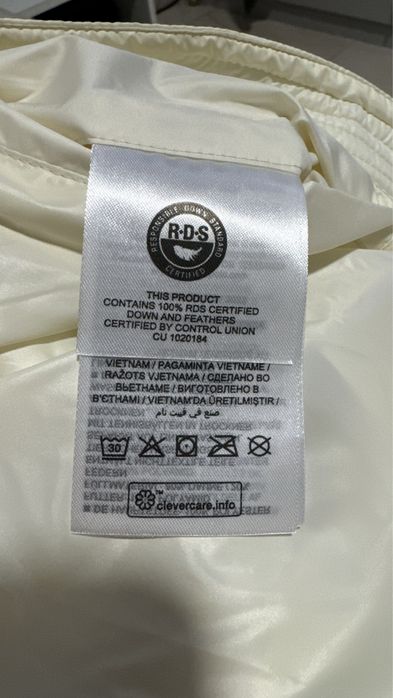 RESPONSIBLE DOWN STANDARD
R·D·S
CERTIFIED
THIS PRODUCT
CONTAINS 100% RDS CERTIFIED
DOWN AND FEATHERS
CERTIFIED BY CONTROL UNION
CU 1020184
VIETNAM / PAGAMINTA VIETNAME /
RAŽOTS VJETNAMA / СДЕЛАНО ВО
ВЬЕТНАМЕ / ВИГОТОВЛЕНО В
В'ЄТНАМІ / VIETNAM'DA ÜRETILMIŞTIR /
صنع في فييت نام
30
clevercare.info